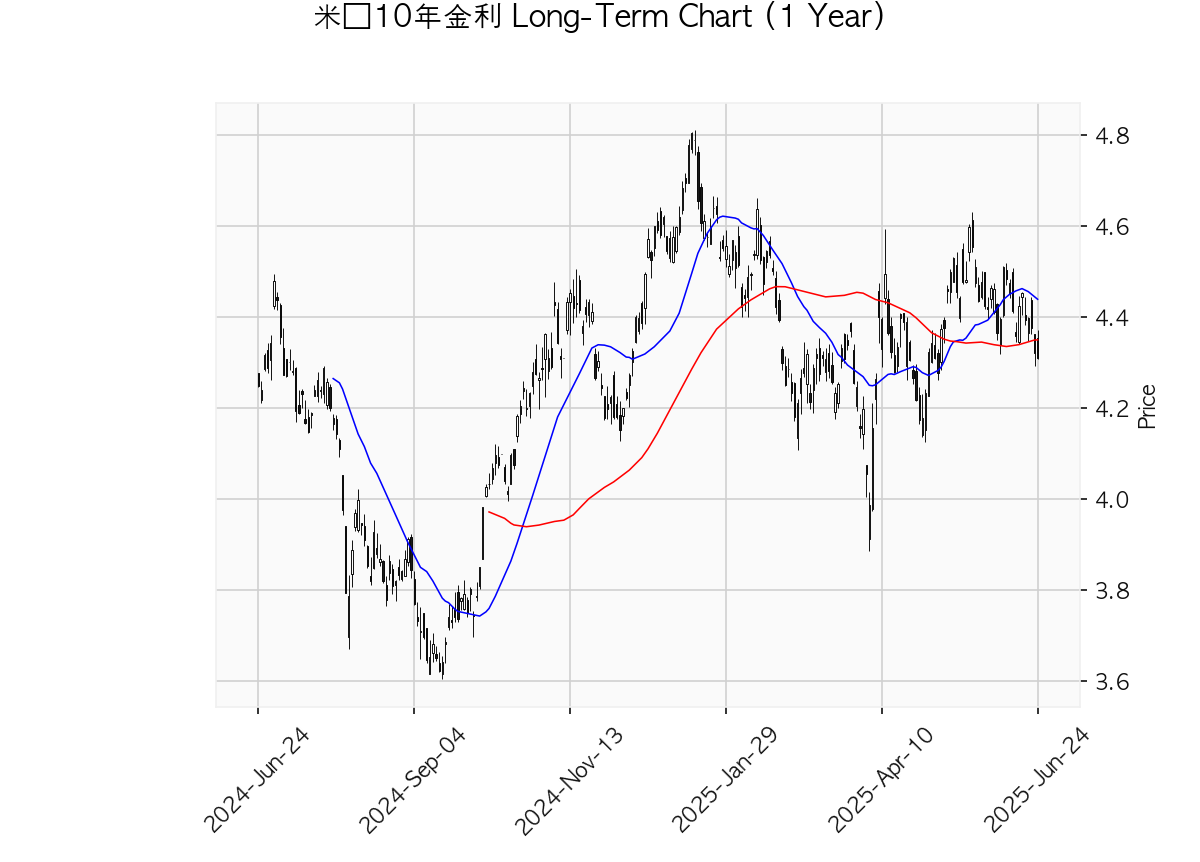 米□10年金利 Long-Term Chart (1 Year)
4.8
4.6
4.4
4.2
4.0
3.8
3.6
Price
2024-Jun-24
2024-Sep-04
2024-Nov-13
2025-Jan-29
2025-Apr-10
2025-Jun-24